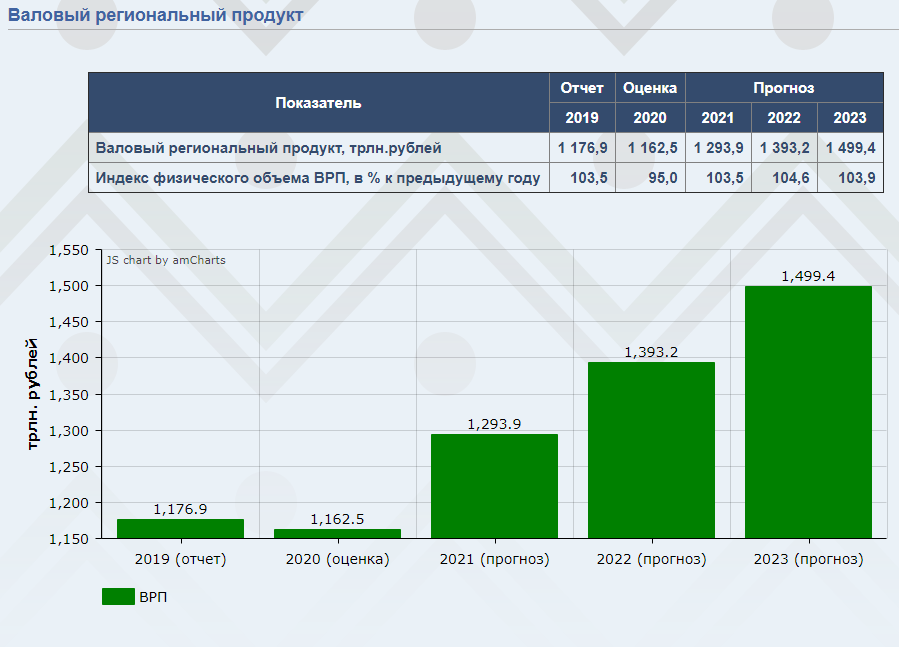 Валовый региональный продукт
Показатель Отчет Оценка Прогноз
2019 2020 2021 2022 2023
Валовый региональный продукт, трлн.рублей 1 176,9 1 162,5 1 293,9 1 393,2 1 499,4
Индекс физического объема ВРП, в % к предыдущему году 103,5 95,0 103,5 104,6 103,9
JS chart by amCharts
трлн. рублей
1,550
1,500
1,450
1,400
1,350
1,300
1,250
1,200
1,150
1,176.9
1,162.5
1,293.9
1,393.2
1,499.4
2019 (отчет) 2020 (оценка) 2021 (прогноз) 2022 (прогноз) 2023 (прогноз)
ВРП